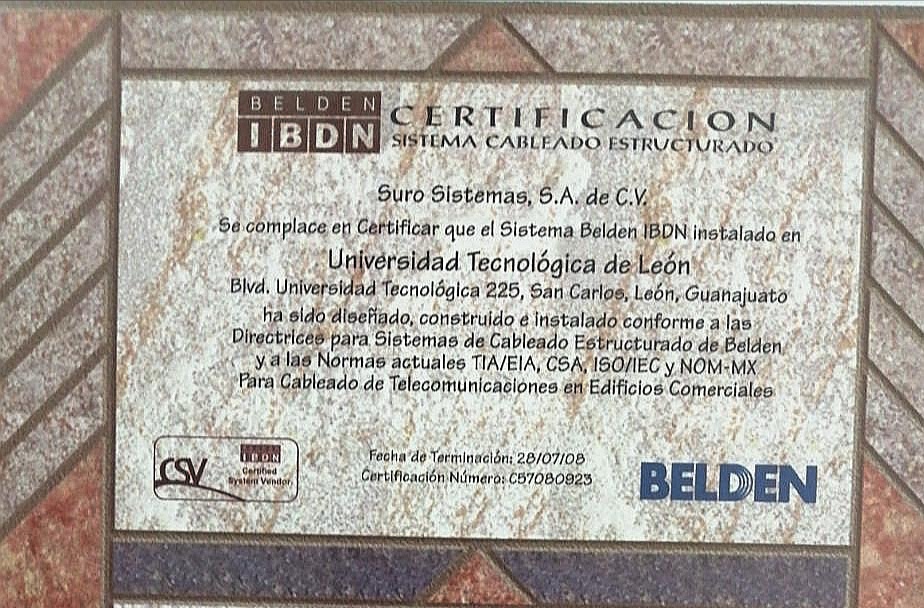 BELDEN
IBDN
CERTIFICACION
SISTEMA CABLEADO ESTRUCTURADO
Suro Sistemas, S.A. de C.V.
Se complace en Certificar que el Sistema Belden IBDN instalado en
Universidad Tecnológica de León
Blvd. Universidad Tecnológica 225, San Carlos, León, Guanajuato
ha sido diseñado, construido e instalado conforme a las
Directrices para Sistemas de Cableado Estructurado de Belden
y a las Normas actuales TIA/EIA, CSA, ISO/IEC y NOM-MX
Para Cableado de Telecomunicaciones en Edificios Comerciales
CSV
IBDN
Certified
System Vendor
Fecha de Terminación: 28/07/08
Certificación Número: C57080923
BELDEN